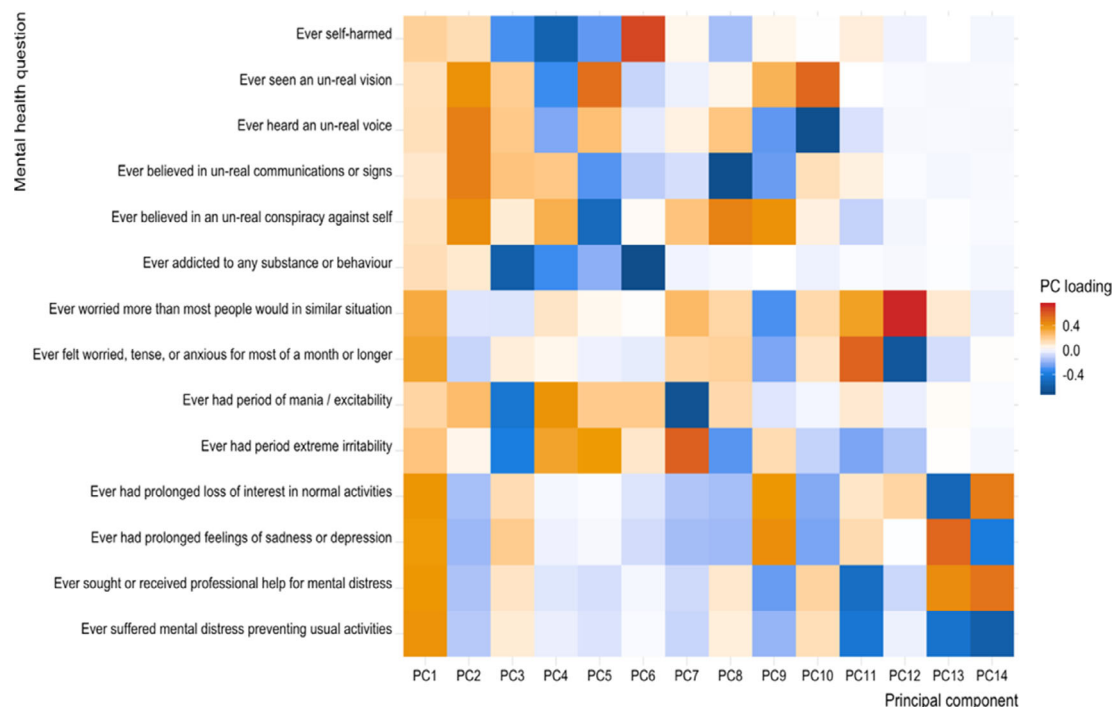 Mental health question
Ever self-harmed
Ever seen an un-real vision
Ever heard an un-real voice
Ever believed in un-real communications or signs
Ever believed in an un-real conspiracy against self
Ever addicted to any substance or behaviour
Ever worried more than most people would in similar situation
Ever felt worried, tense, or anxious for most of a month or longer
Ever had period of mania / excitability
Ever had period extreme irritability
Ever had prolonged loss of interest in normal activities
Ever had prolonged feelings of sadness or depression
Ever sought or received professional help for mental distress
Ever suffered mental distress preventing usual activities
PC1 PC2 PC3 PC4 PC5 PC6 PC7 PC8 PC9 PC10 PC11 PC12 PC13 PC14
Principal component
PC loading
0.4
0.0
-0.4